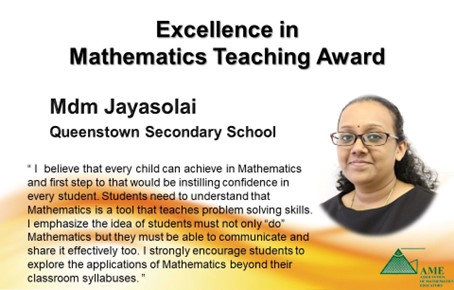 Excellence in
Mathematics Teaching Award
Mdm Jayasolai
Queenstown Secondary School
“ I  believe that every child can achieve in Mathematics
and first step to that would be instilling confidence in
every student. Students need to understand that
Mathematics is a tool that teaches problem solving skills.
I emphasize the idea of students must not only “do”
Mathematics but they must be able to communicate and
share it effectively too. I strongly encourage students to
explore the applications of Mathematics beyond their
classroom syllabuses. ”
AME
ASSOCIATION
OF MATHEMATICS
EDUCATORS